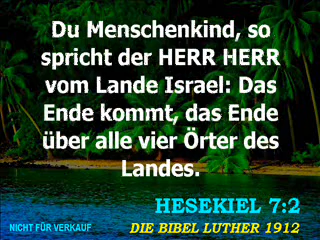 Du Menschenkind, so
spricht der HERR HERR
vom Lande Israel: Das
Ende kommt, das Ende
über alle vier Örter des
Landes.
HESEKIEL 7:2
NICHT FÜR VERKAUF
DIE BIBEL LUTHER 1912